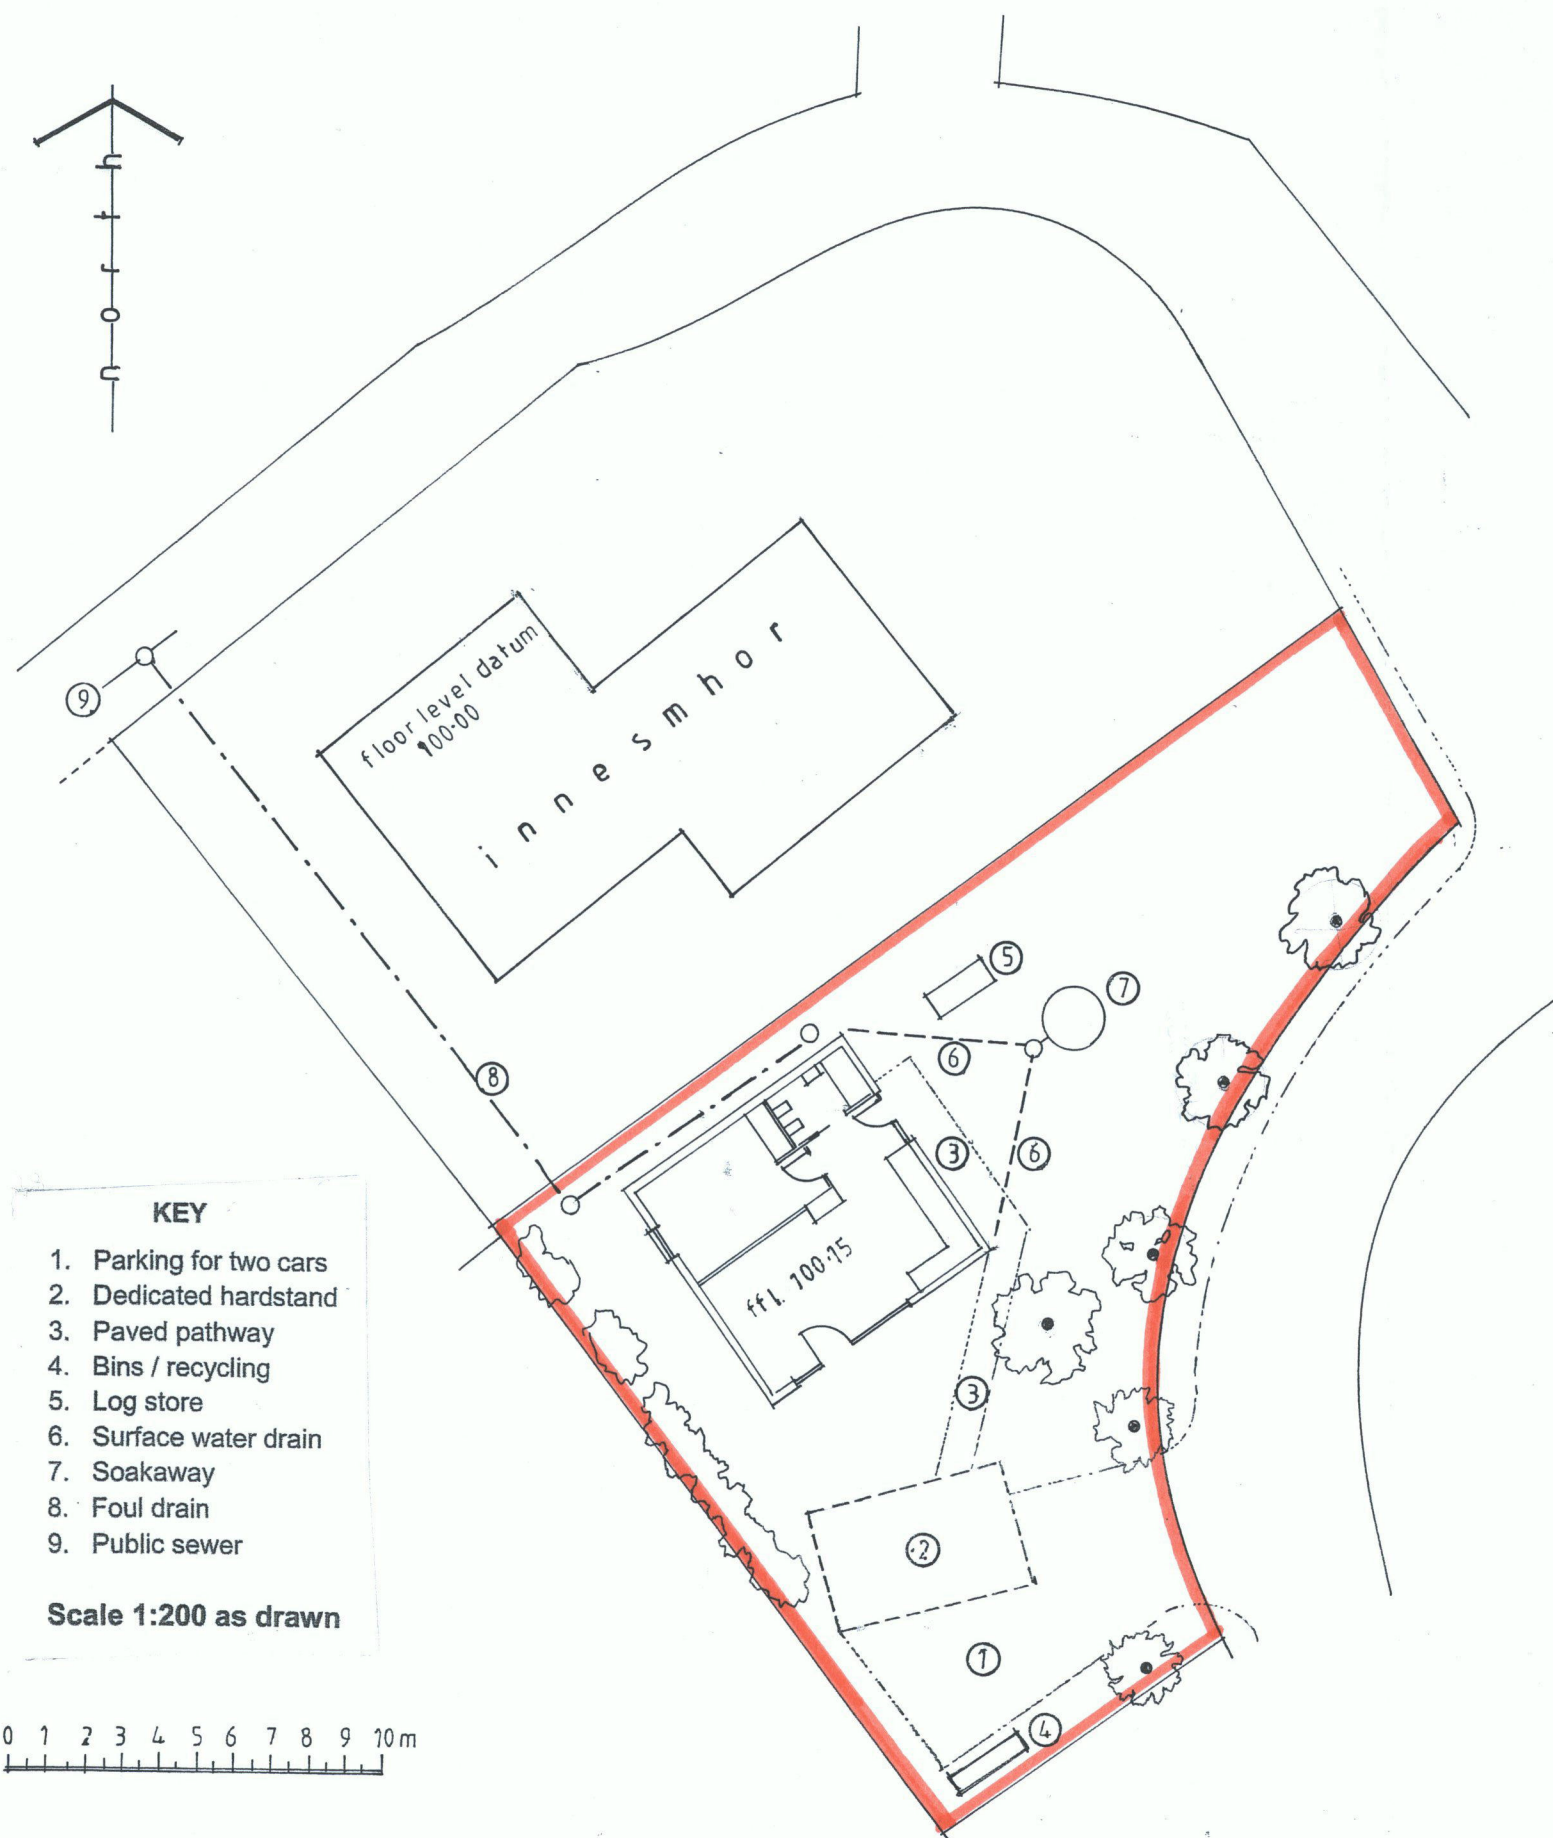 north
floor level datum
100·00
innesmhor
9
5
7
6
8
3
6
ffl. 100·15
3
2
1
4
KEY
1. Parking for two cars
2. Dedicated hardstand
3. Paved pathway
4. Bins / recycling
5. Log store
6. Surface water drain
7. Soakaway
8. Foul drain
9. Public sewer
Scale 1:200 as drawn
0 1 2 3 4 5 6 7 8 9 10m